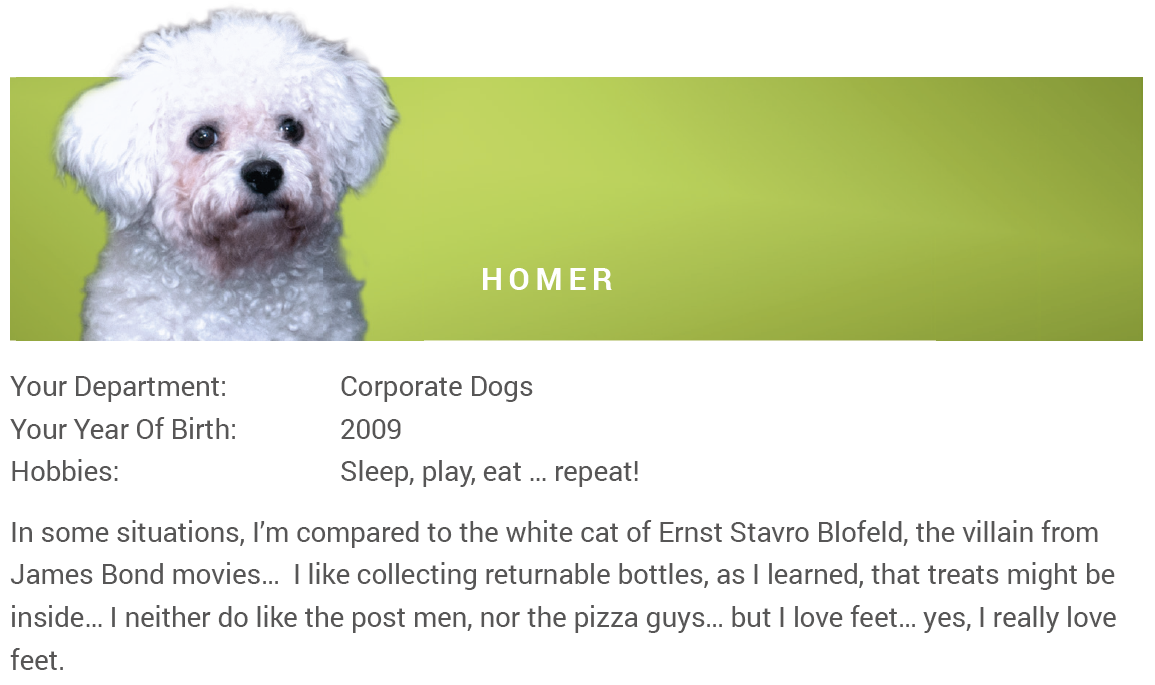 HOMER
Your Department: Corporate Dogs
Your Year Of Birth: 2009
Hobbies: Sleep, play, eat ... repeat!
In some situations, I’m compared to the white cat of Ernst Stavro Blofeld, the villain from
James Bond movies…  I like collecting returnable bottles, as I learned, that treats might be
inside… I neither do like the post men, nor the pizza guys… but I love feet… yes, I really love
feet.